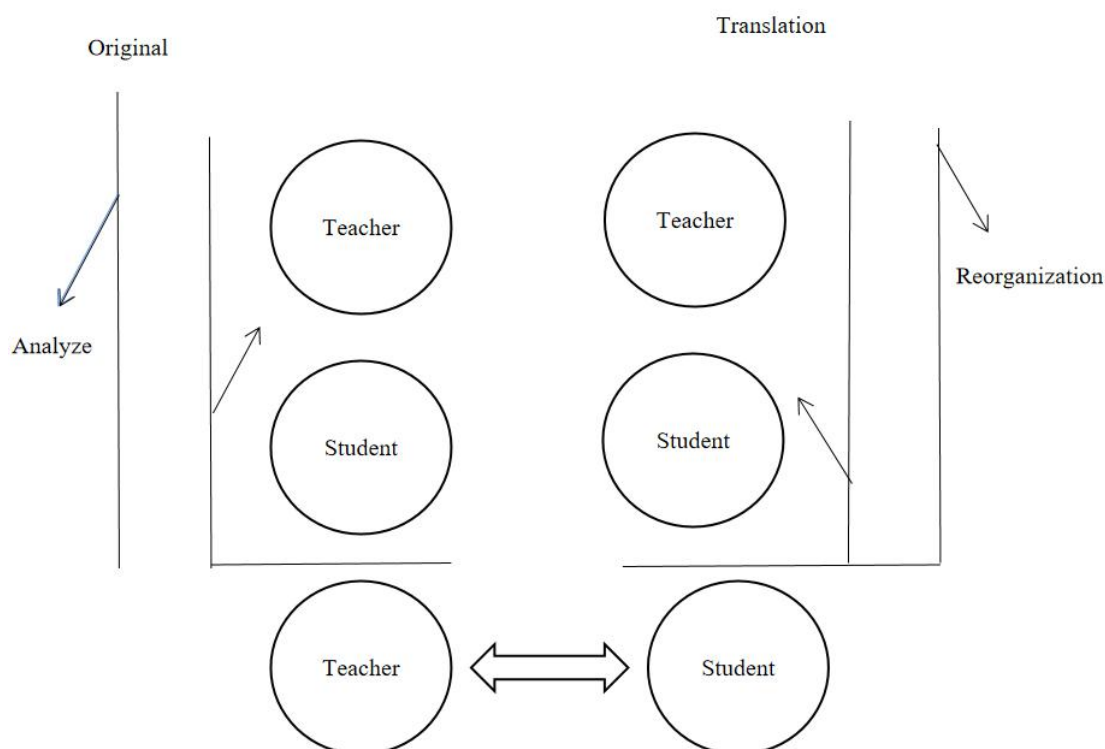 Translation
Original
Teacher
Teacher
Reorganization
Analyze
Student
Student
Teacher
Student